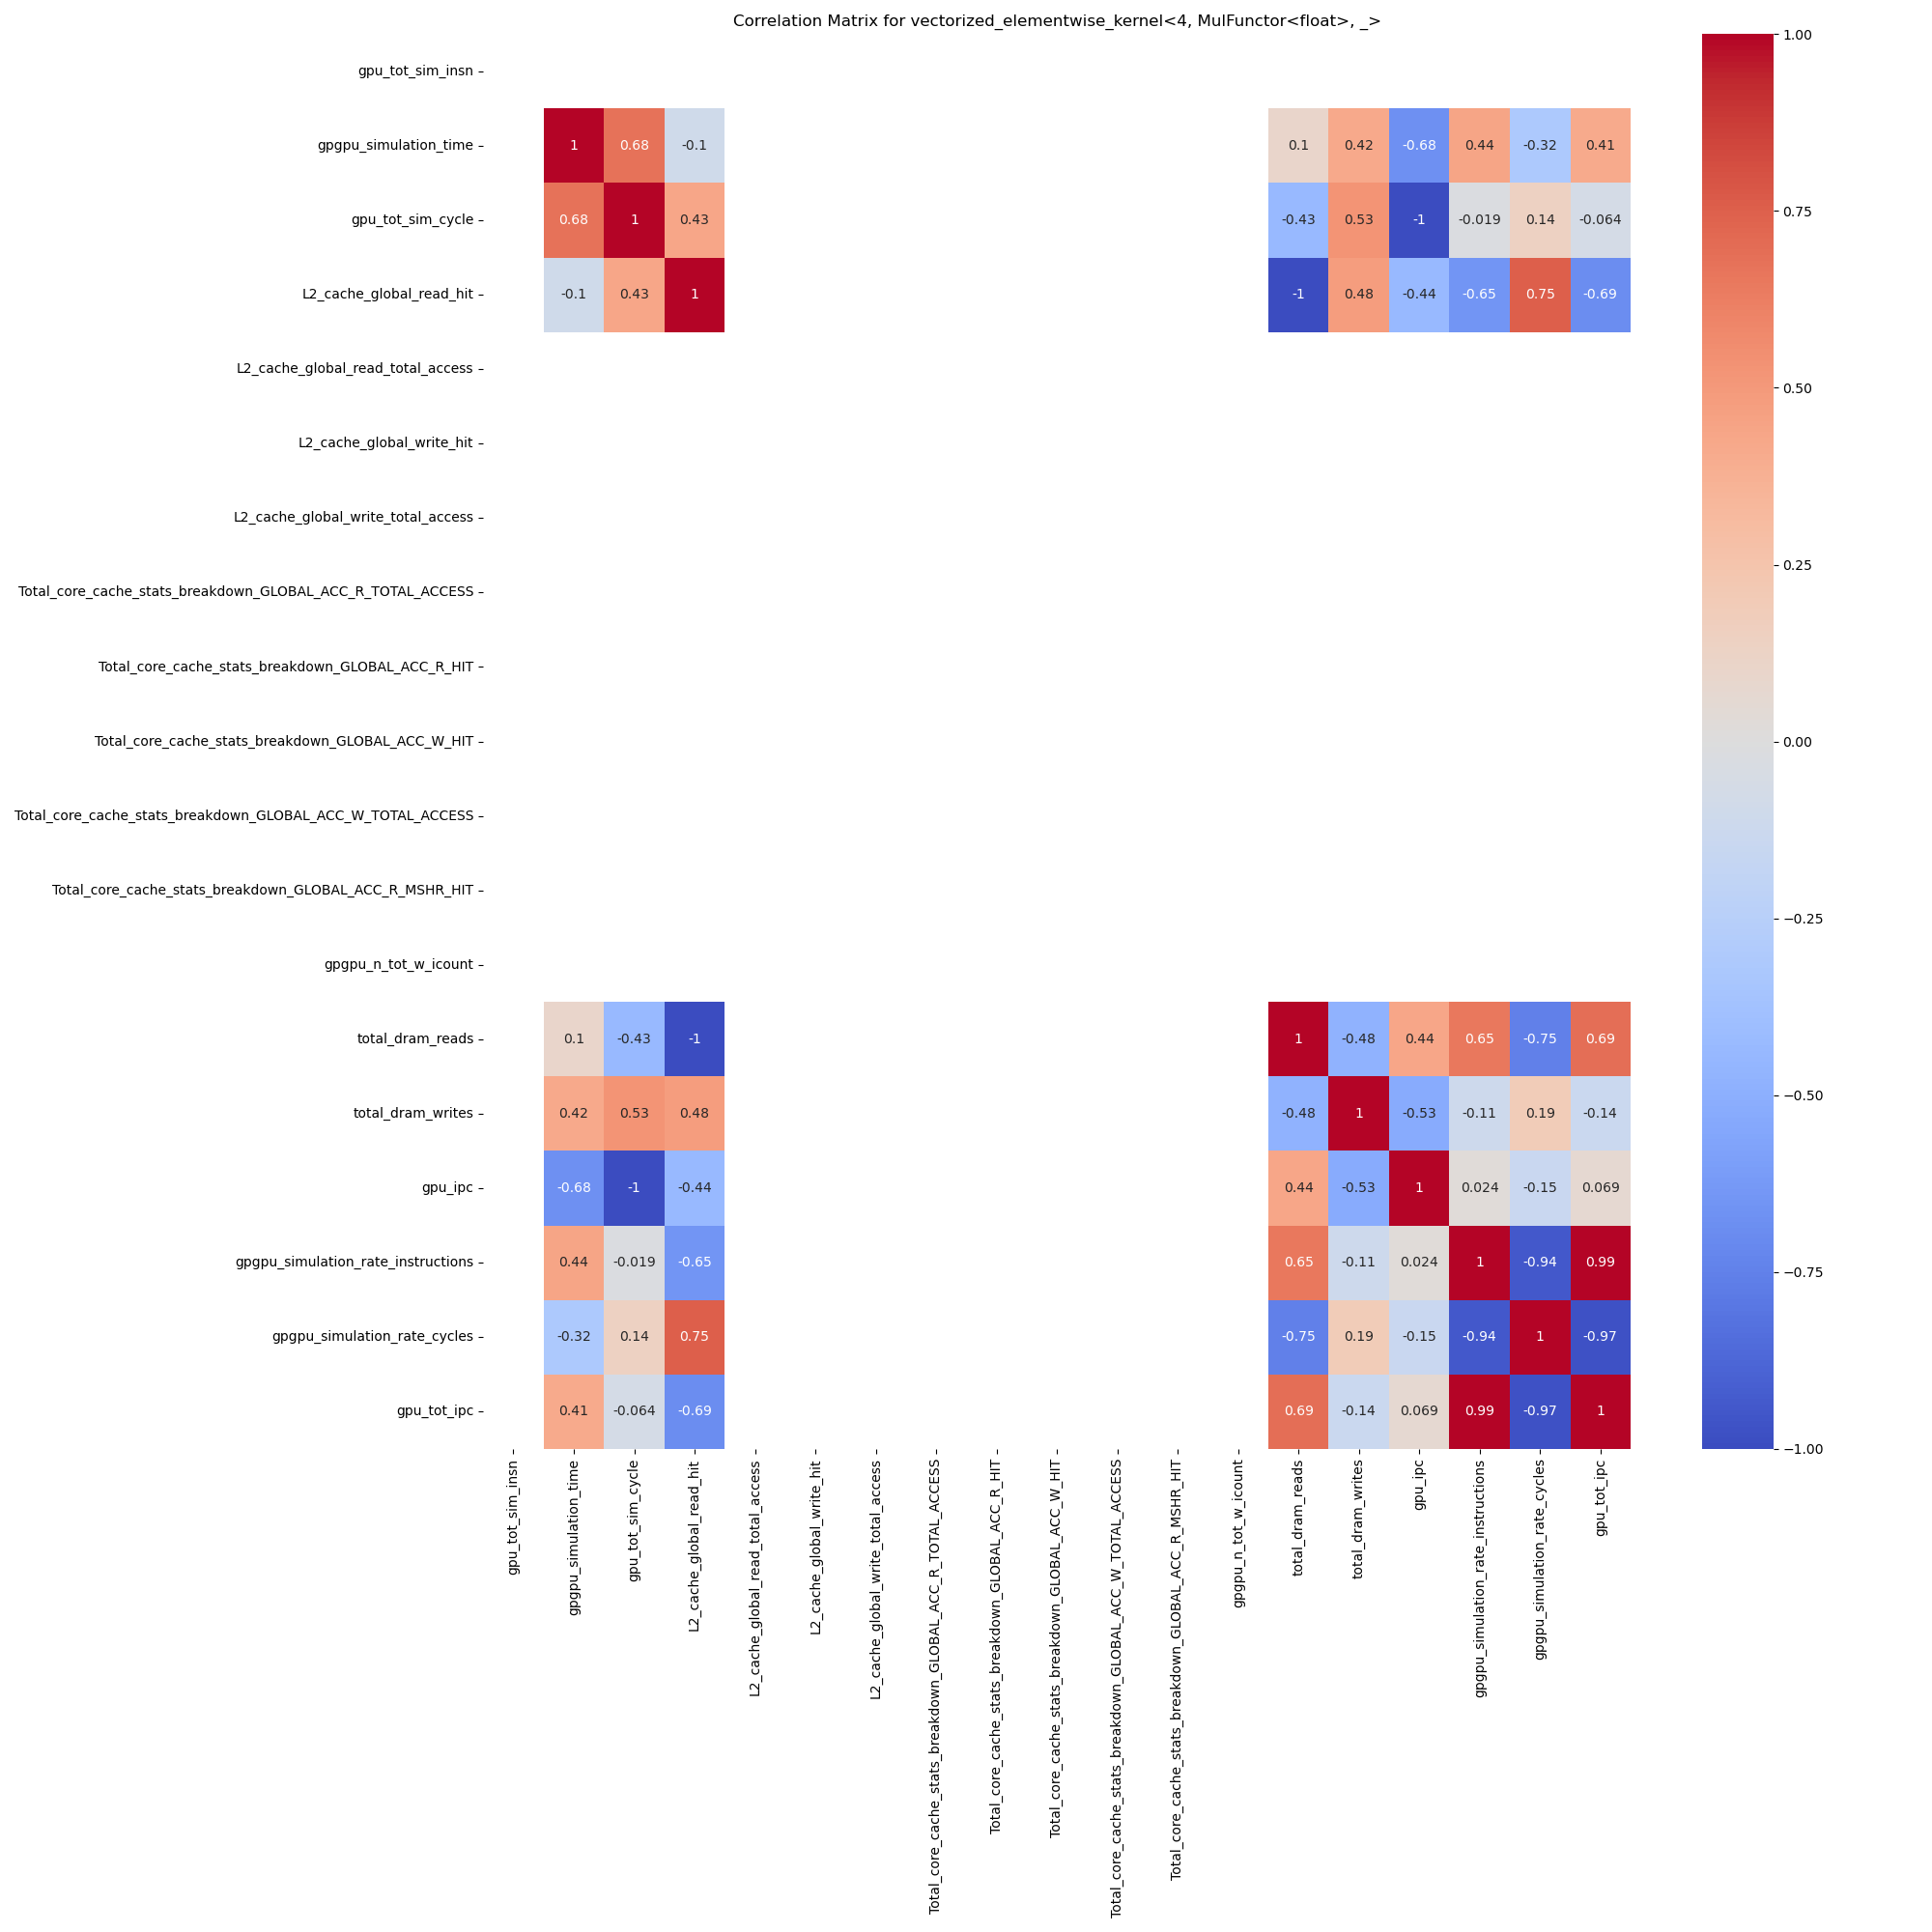 Correlation Matrix for vectorized_elementwise_kernel<4, MulFunctor<float>, _>
gpu_tot_sim_insn
gpgpu_simulation_time 1 0.68 -0.1 0.1 0.42 -0.68 0.44 -0.32 0.41
gpu_tot_sim_cycle 0.68 1 0.43 -0.43 0.53 -1 -0.019 0.14 -0.064
L2_cache_global_read_hit -0.1 0.43 1 -1 0.48 -0.44 -0.65 0.75 -0.69
L2_cache_global_read_total_access
L2_cache_global_write_hit
L2_cache_global_write_total_access
Total_core_cache_stats_breakdown_GLOBAL_ACC_R_TOTAL_ACCESS
Total_core_cache_stats_breakdown_GLOBAL_ACC_R_HIT
Total_core_cache_stats_breakdown_GLOBAL_ACC_W_HIT
Total_core_cache_stats_breakdown_GLOBAL_ACC_W_TOTAL_ACCESS
Total_core_cache_stats_breakdown_GLOBAL_ACC_R_MSHR_HIT
gpgpu_n_tot_w_icount
total_dram_reads 0.1 -0.43 -1 1 -0.48 0.44 0.65 -0.75 0.69
total_dram_writes 0.42 0.53 0.48 -0.48 1 -0.53 -0.11 0.19 -0.14
gpu_ipc -0.68 -1 -0.44 0.44 -0.53 1 0.024 -0.15 0.069
gpgpu_simulation_rate_instructions 0.44 -0.019 -0.65 0.65 -0.11 0.024 1 -0.94 0.99
gpgpu_simulation_rate_cycles -0.32 0.14 0.75 -0.75 0.19 -0.15 -0.94 1 -0.97
gpu_tot_ipc 0.41 -0.064 -0.69 0.69 -0.14 0.069 0.99 -0.97 1
gpu_tot_sim_insn
gpgpu_simulation_time
gpu_tot_sim_cycle
L2_cache_global_read_hit
L2_cache_global_read_total_access
L2_cache_global_write_hit
L2_cache_global_write_total_access
Total_core_cache_stats_breakdown_GLOBAL_ACC_R_TOTAL_ACCESS
Total_core_cache_stats_breakdown_GLOBAL_ACC_R_HIT
Total_core_cache_stats_breakdown_GLOBAL_ACC_W_HIT
Total_core_cache_stats_breakdown_GLOBAL_ACC_W_TOTAL_ACCESS
Total_core_cache_stats_breakdown_GLOBAL_ACC_R_MSHR_HIT
gpgpu_n_tot_w_icount
total_dram_reads
total_dram_writes
gpu_ipc
gpgpu_simulation_rate_instructions
gpgpu_simulation_rate_cycles
gpu_tot_ipc
1.00
0.75
0.50
0.25
0.00
−0.25
−0.50
−0.75
−1.00